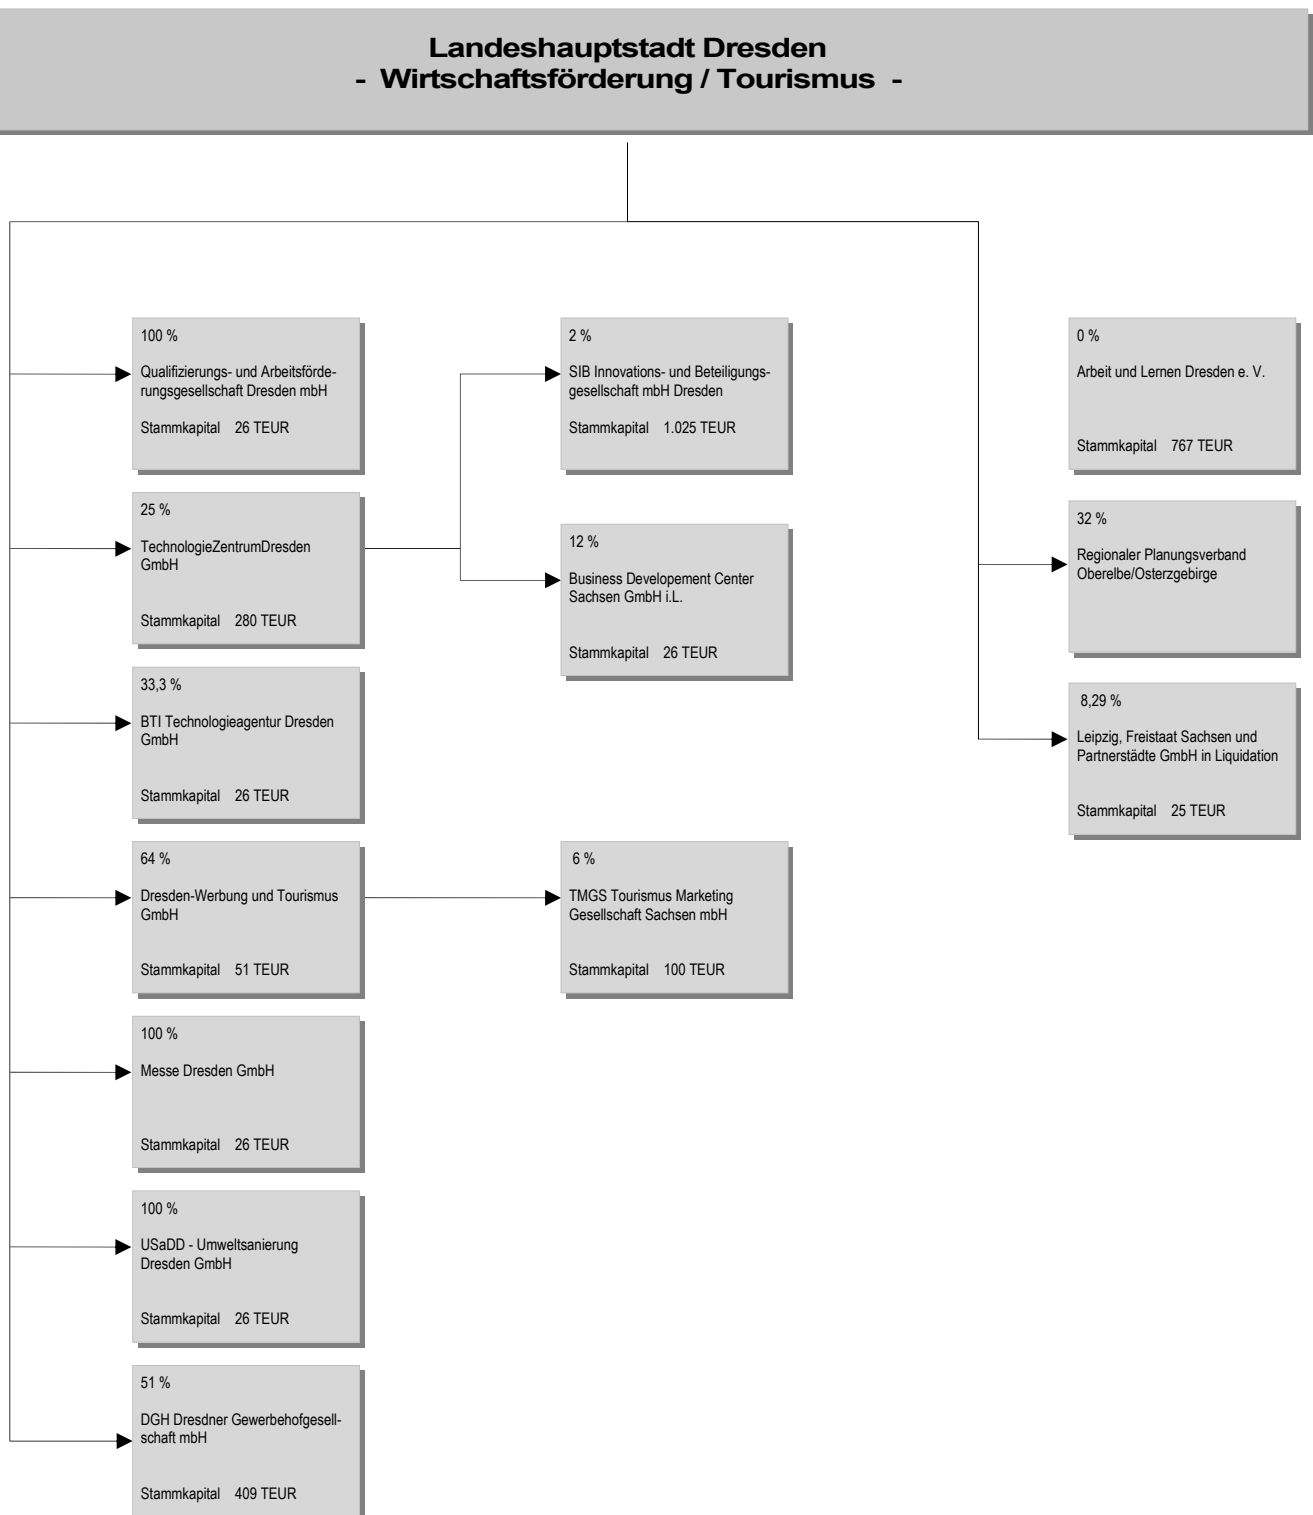 Landeshauptstadt Dresden
- Wirtschaftsförderung / Tourismus -
100 %
Qualifizierungs- und Arbeitsförde-
rungsgesellschaft Dresden mbH
Stammkapital 26 TEUR
25 %
TechnologieZentrumDresden
GmbH
Stammkapital 280 TEUR
33,3 %
BTI Technologieagentur Dresden
GmbH
Stammkapital 26 TEUR
64 %
Dresden-Werbung und Tourismus
GmbH
Stammkapital 51 TEUR
100 %
Messe Dresden GmbH
Stammkapital 26 TEUR
100 %
USaDD - Umweltsanierung
Dresden GmbH
Stammkapital 26 TEUR
51 %
DGH Dresdner Gewerbehofgesell-
schaft mbH
Stammkapital 409 TEUR
2 %
SIB Innovations- und Beteiligungs-
gesellschaft mbH Dresden
Stammkapital 1.025 TEUR
12 %
Business Developement Center
Sachsen GmbH i.L.
Stammkapital 26 TEUR
6 %
TMGS Tourismus Marketing
Gesellschaft Sachsen mbH
Stammkapital 100 TEUR
0 %
Arbeit und Lernen Dresden e. V.
Stammkapital 767 TEUR
32 %
Regionaler Planungsverband
Oberelbe/Osterzgebirge
8,29 %
Leipzig, Freistaat Sachsen und
Partnerstädte GmbH in Liquidation
Stammkapital 25 TEUR